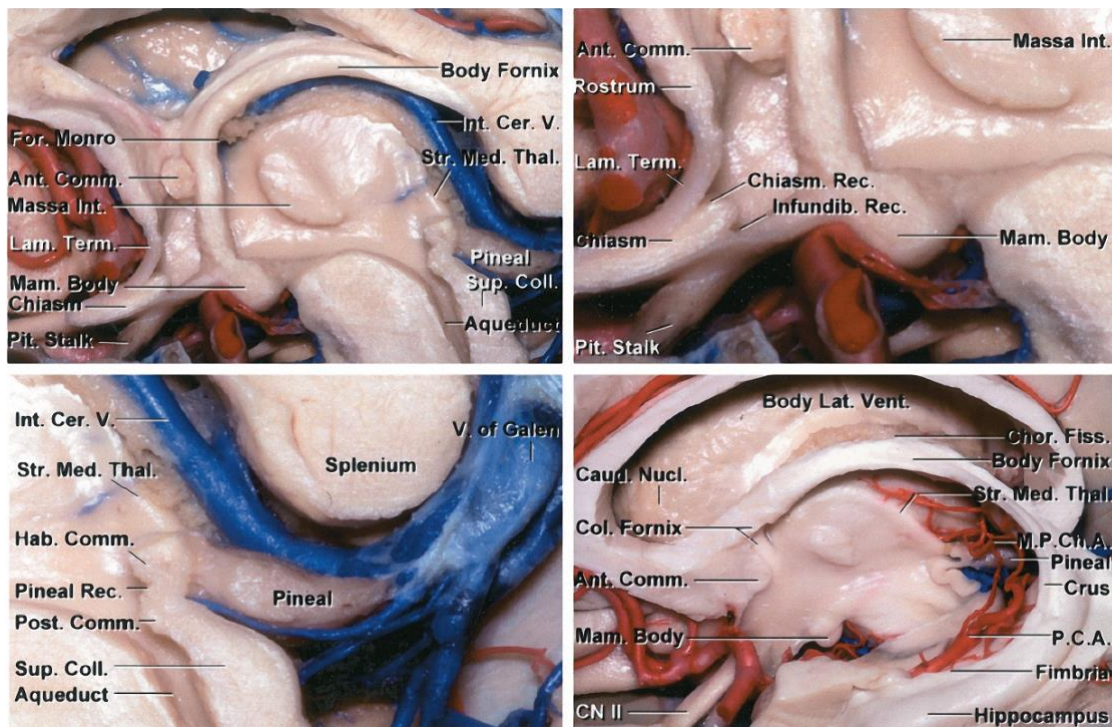 Body Fornix
Int. Cer. V.
For. Monro
Str. Med. Thal.
Ant. Comm.
Massa Int.
Lam. Term.
Pineal
Mam. Body
Sup. Coll.
Chiasm
Aqueduct
Pit. Stalk
Ant. Comm.
Massa Int.
Rostrum
Lam. Term.
Chiasm. Rec.
Infundib. Rec.
Chiasm
Mam. Body
Pit. Stalk
Int. Cer. V.
V. of Galen
Str. Med. Thal.
Splenium
Hab. Comm.
Pineal Rec.
Pineal
Post. Comm.
Sup. Coll.
Aqueduct
Body Lat. Vent.
Chor. Fiss.
Body Fornix
Caud. Nucl.
Str. Med. Thal.
Col. Fornix
M.P.Ch.A.
Pineal
Ant. Comm.
Crus
Mam. Body
P.C.A.
Fimbria
CN II
Hippocampus